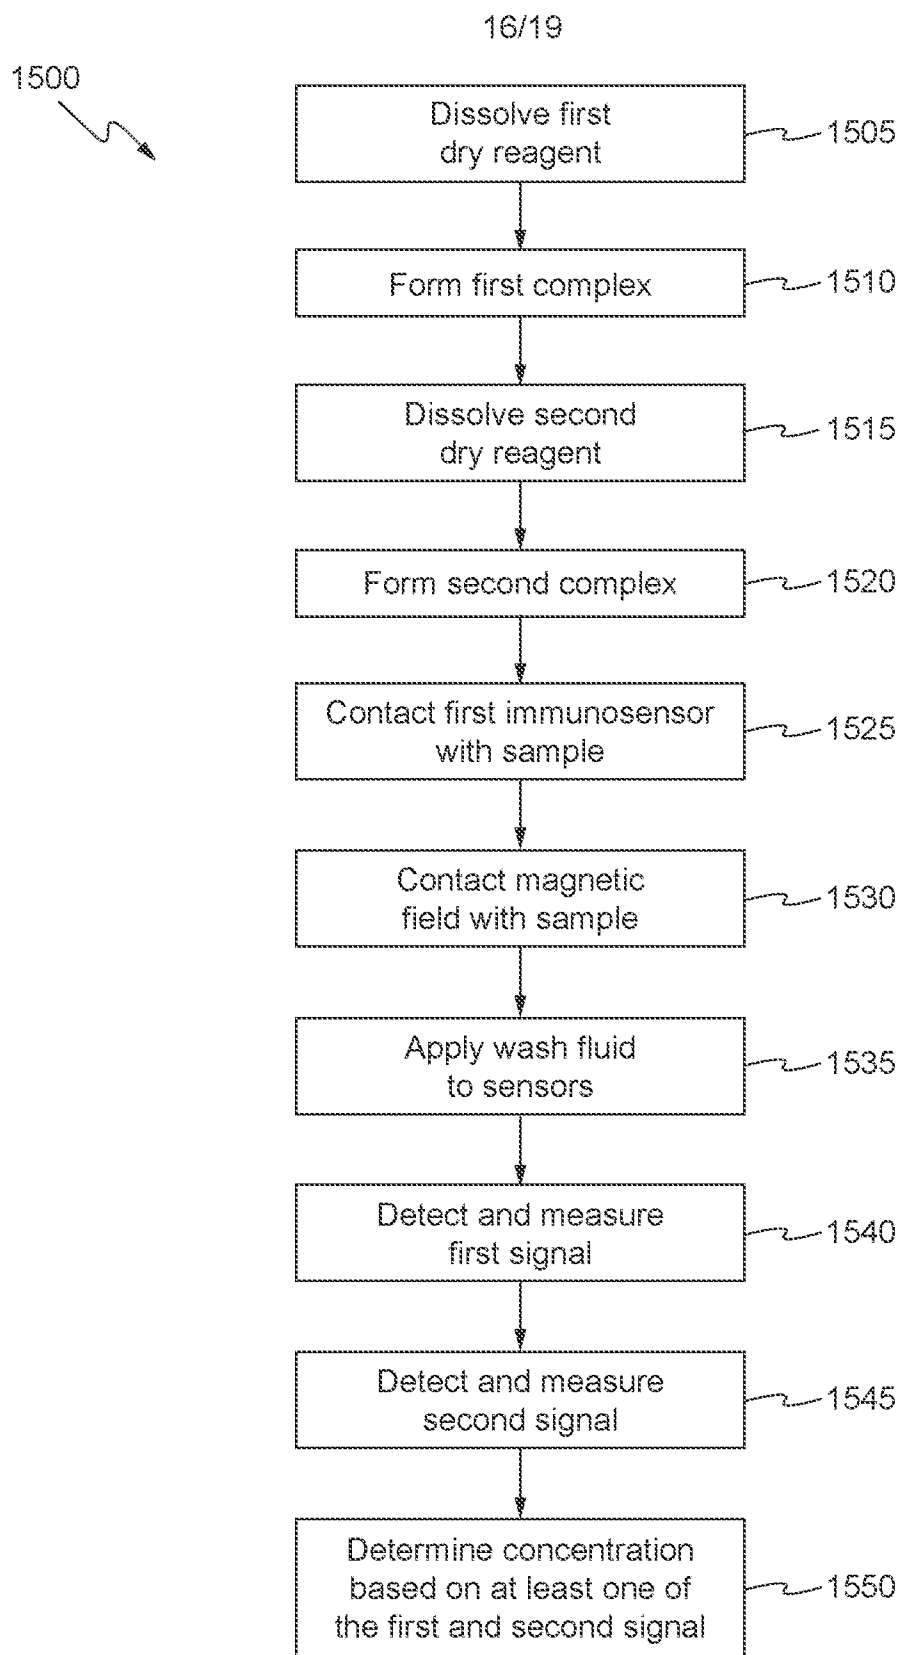 16/19
1500
Dissolve first
dry reagent
1505
Form first complex
1510
Dissolve second
dry reagent
1515
Form second complex
1520
Contact first immunosensor
with sample
1525
Contact magnetic
field with sample
1530
Apply wash fluid
to sensors
1535
Detect and measure
first signal
1540
Detect and measure
second signal
1545
Determine concentration
based on at least one of
the first and second signal
1550